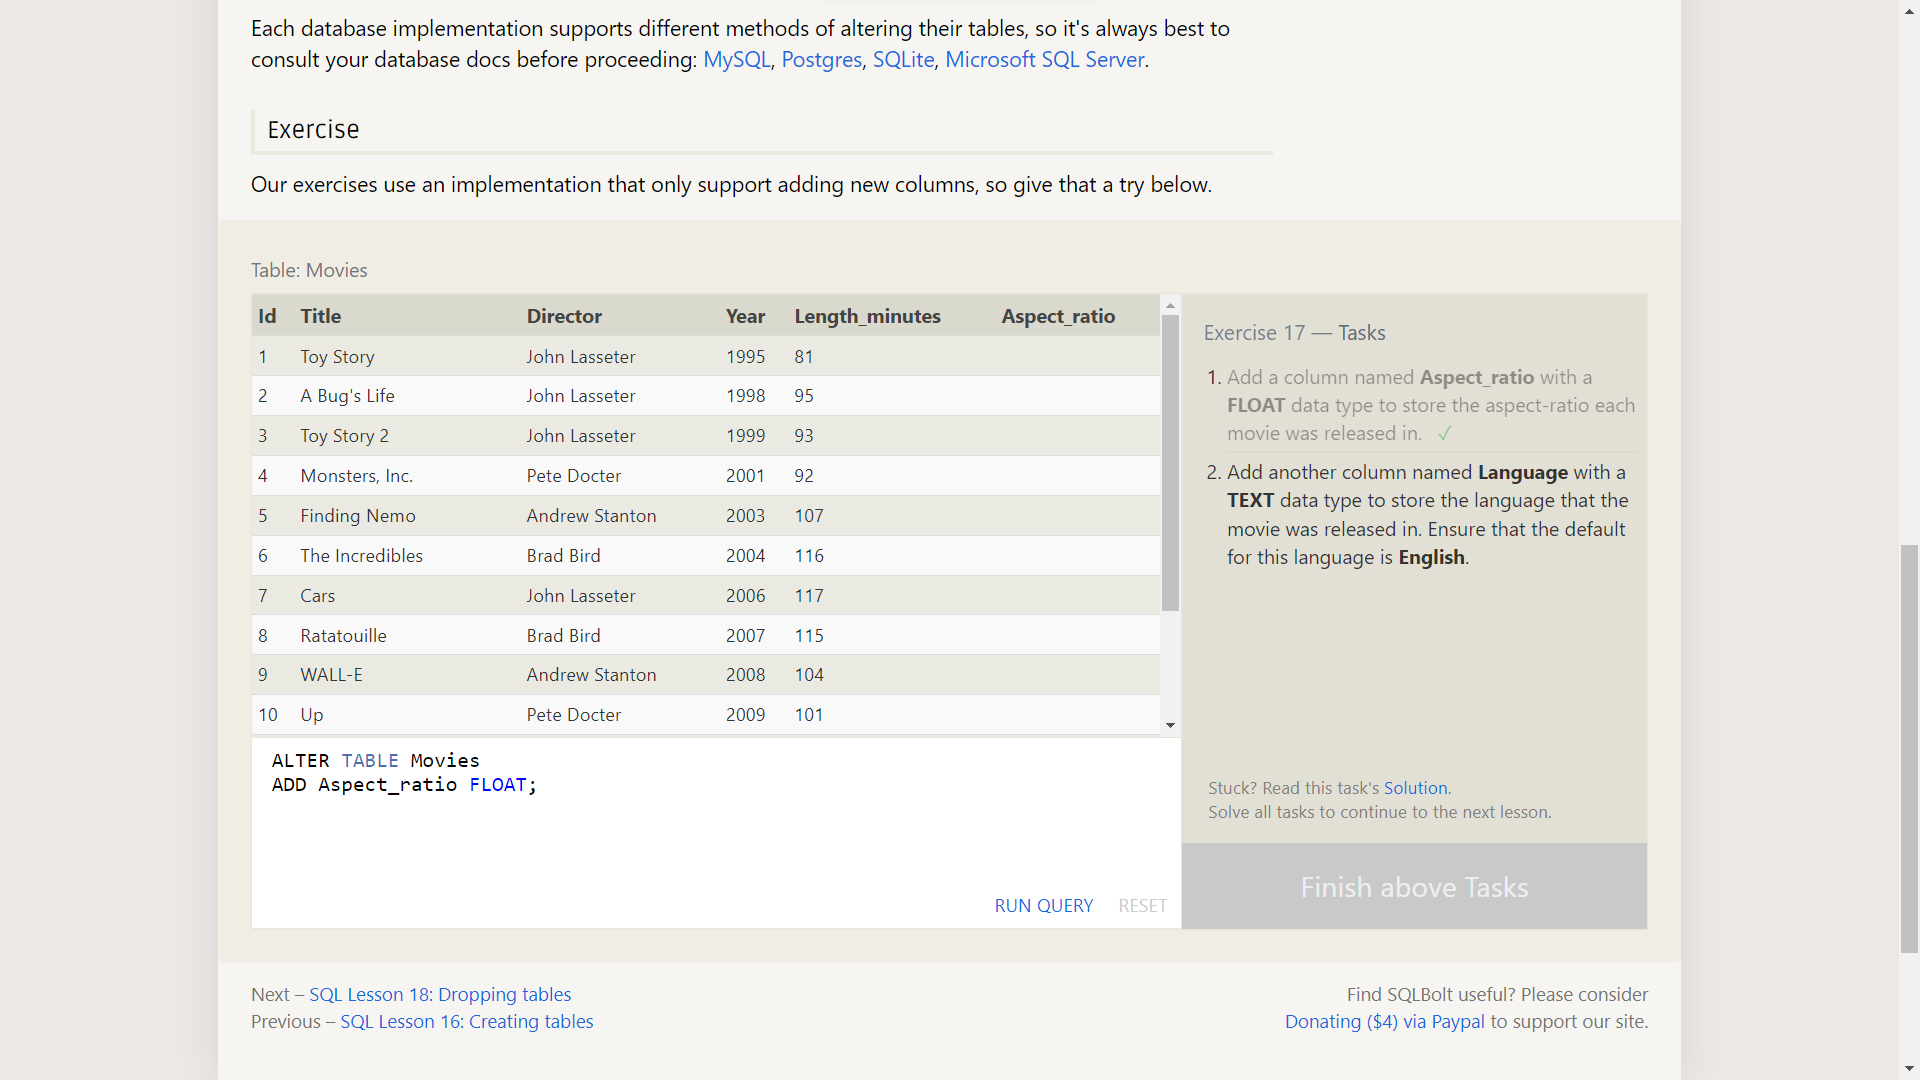 Each database implementation supports different methods of altering their tables, so it's always best to
consult your database docs before proceeding: MySQL, Postgres, SQLite, Microsoft SQL Server.
Exercise
Our exercises use an implementation that only support adding new columns, so give that a try below.
Table: Movies
Id Title Director Year Length_minutes Aspect_ratio
1 Toy Story John Lasseter 1995 81
2 A Bug's Life John Lasseter 1998 95
3 Toy Story 2 John Lasseter 1999 93
4 Monsters, Inc. Pete Docter 2001 92
5 Finding Nemo Andrew Stanton 2003 107
6 The Incredibles Brad Bird 2004 116
7 Cars John Lasseter 2006 117
8 Ratatouille Brad Bird 2007 115
9 WALL-E Andrew Stanton 2008 104
10 Up Pete Docter 2009 101
ALTER TABLE Movies
ADD Aspect_ratio FLOAT;
RUN QUERY RESET
Exercise 17 — Tasks
1. Add a column named Aspect_ratio with a
FLOAT data type to store the aspect-ratio each
movie was released in. ✓
2. Add another column named Language with a
TEXT data type to store the language that the
movie was released in. Ensure that the default
for this language is English.
Stuck? Read this task's Solution.
Solve all tasks to continue to the next lesson.
Finish above Tasks
Next – SQL Lesson 18: Dropping tables
Previous – SQL Lesson 16: Creating tables
Find SQLBolt useful? Please consider
Donating ($4) via Paypal to support our site.